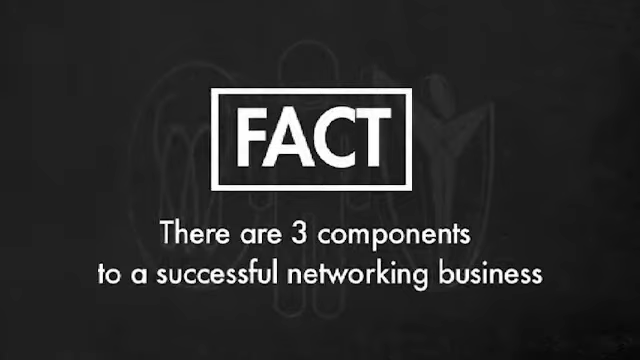 FACT
There are 3 components
to a successful networking business